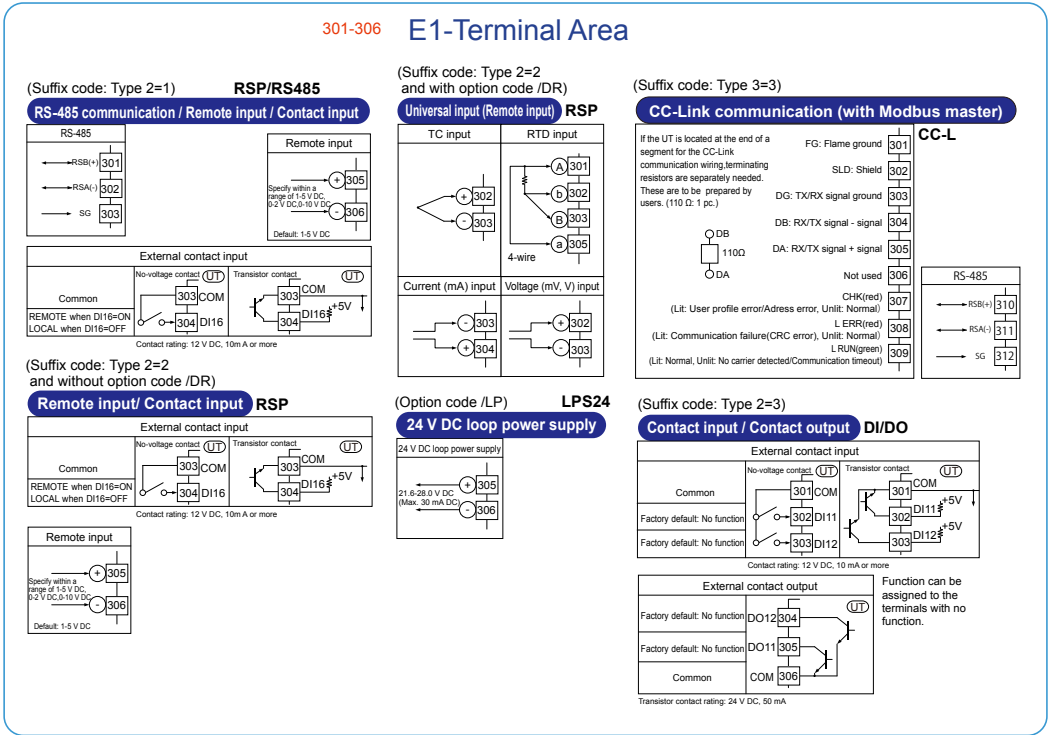 301-306 E1-Terminal Area
(Suffix code: Type 2=1) RSP/RS485
RS-485 communication / Remote input / Contact input
RS-485
RSB(+) 301
RSA(-) 302
SG 303
Remote input
+ 305
Specify within a
range of 1-5 V DC,
0-2 V DC,0-10 V DC
- 306
Default: 1-5 V DC
External contact input
No-voltage contact UT Transistor contact UT
Common 303 COM 303 COM
+5V
REMOTE when DI16=ON
LOCAL when DI16=OFF
304 DI16 304 DI16
Contact rating: 12 V DC, 10m A or more
(Suffix code: Type 2=2
and without option code /DR)
Remote input/ Contact input RSP
External contact input
No-voltage contact UT Transistor contact UT
Common 303 COM 303 COM
+5V
REMOTE when DI16=ON
LOCAL when DI16=OFF
304 DI16 304 DI16
Contact rating: 12 V DC, 10m A or more
Remote input
+ 305
Specify within a
range of 1-5 V DC,
0-2 V DC,0-10 V DC
- 306
Default: 1-5 V DC
(Suffix code: Type 2=2
and with option code /DR)
Universal input (Remote input) RSP
TC input RTD input
+ 302
- 303
A 301
b 302
B 303
a 305
4-wire
Current (mA) input Voltage (mV, V) input
- 303 + 302
+ 304 - 303
(Option code /LP) LPS24
24 V DC loop power supply
24 V DC loop power supply
+ 305
21.6-28.0 V DC
(Max. 30 mA DC)
- 306
(Suffix code: Type 3=3)
CC-Link communication (with Modbus master)
CC-L
If the UT is located at the end of a
segment for the CC-Link
communication wiring,terminating
resistors are separately needed.
These are to be prepared by
users. (110 Ω: 1 pc.)
DB
110Ω
DA
FG: Flame ground 301
SLD: Shield 302
DG: TX/RX signal ground 303
DB: RX/TX signal - signal 304
DA: RX/TX signal + signal 305
Not used 306
CHK(red) 307
(Lit: User profile error/Adress error, Unlit: Normal)
L ERR(red) 308
(Lit: Communication failure(CRC error), Unlit: Normal)
L RUN(green) 309
(Lit: Normal, Unlit: No carrier detected/Communication timeout)
RS-485
RSB(+) 310
RSA(-) 311
SG 312
(Suffix code: Type 2=3)
Contact input / Contact output DI/DO
External contact input
No-voltage contact UT Transistor contact UT
Common 301 COM 301 COM
+5V
Factory default: No function 302 DI11 302 DI11
+5V
Factory default: No function 303 DI12 303 DI12
Contact rating: 12 V DC, 10 mA or more
External contact output
UT
Factory default: No function DO12 304
Factory default: No function DO11 305
Common COM 306
Transistor contact rating: 24 V DC, 50 mA
Function can be
assigned to the
terminals with no
function.